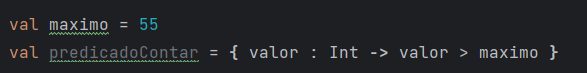 val maximo = 55
val predicadoContar = { valor : Int -> valor > maximo }